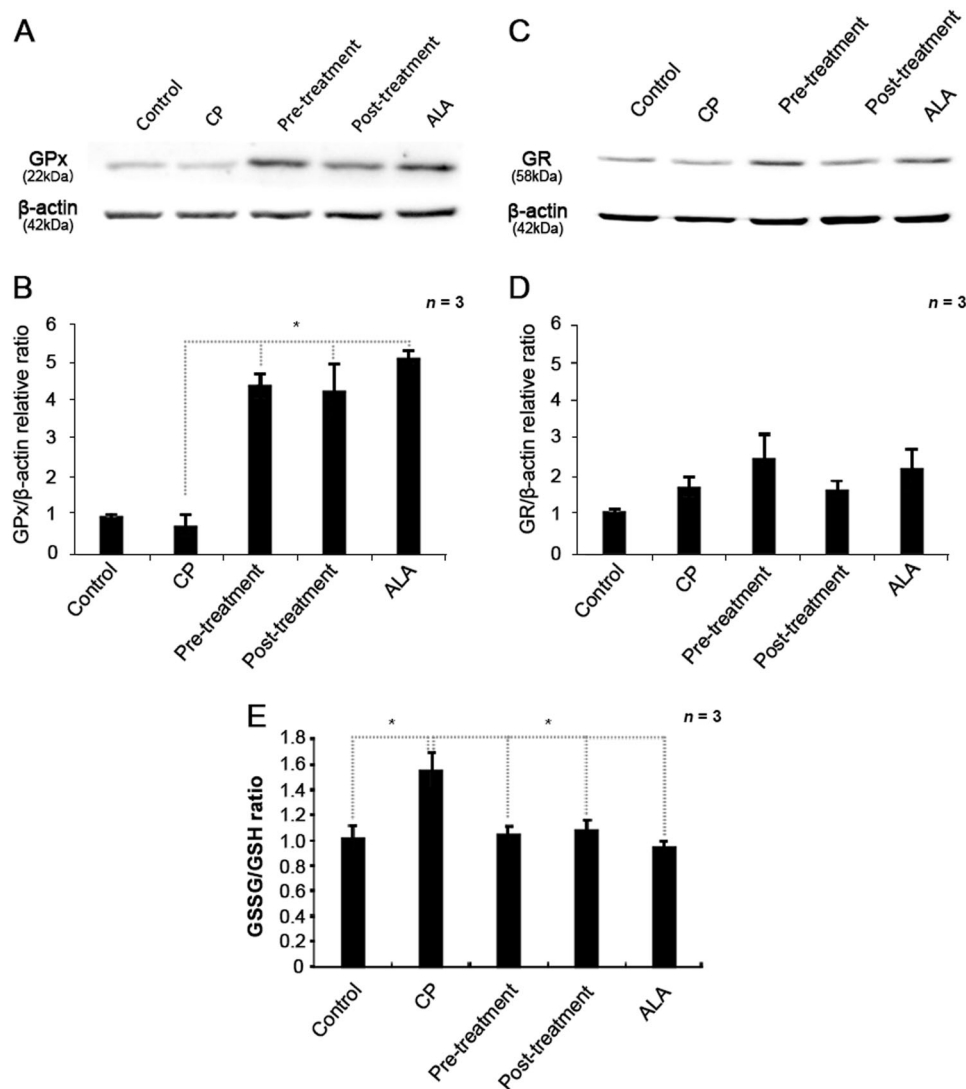 A
Control
CP
Pre-treatment
Post-treatment
ALA
GPx
(22kDa)
β-actin
(42kDa)
C
Control
CP
Pre-treatment
Post-treatment
ALA
GR
(58kDa)
β-actin
(42kDa)
B
n = 3
GPx/β-actin relative ratio
6
5
4
3
2
1
0
*
Control
CP
Pre-treatment
Post-treatment
ALA
D
n = 3
GR/β-actin relative ratio
6
5
4
3
2
1
0
Control
CP
Pre-treatment
Post-treatment
ALA
E
n = 3
GSSG/GSH ratio
1.8
1.6
1.4
1.2
1.0
0.8
0.6
0.4
0.2
0
*
*
Control
CP
Pre-treatment
Post-treatment
ALA